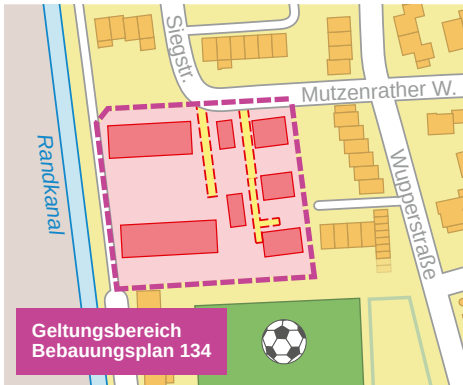 Siegstr.
Mutzenrather W.
Randkanal
Wupperstraße
Geltungsbereich
Bebauungsplan 134